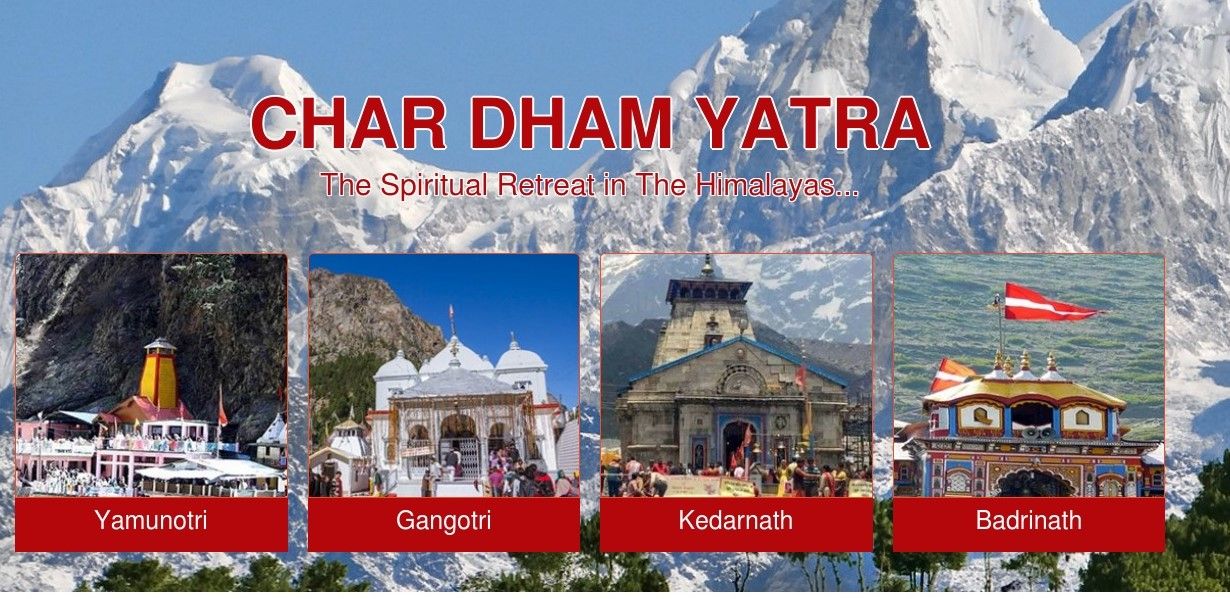 CHAR DHAM YATRA
The Spiritual Retreat in The Himalayas...
Yamunotri
Gangotri
Kedarnath
Badrinath